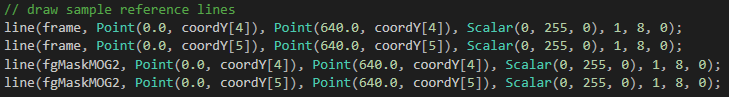 // draw sample reference lines
line(frame, Point(0.0, coordY[4]), Point(640.0, coordY[4]), Scalar(0, 255, 0), 1, 8, 0);
line(frame, Point(0.0, coordY[5]), Point(640.0, coordY[5]), Scalar(0, 255, 0), 1, 8, 0);
line(fgMaskMOG2, Point(0.0, coordY[4]), Point(640.0, coordY[4]), Scalar(0, 255, 0), 1, 8, 0);
line(fgMaskMOG2, Point(0.0, coordY[5]), Point(640.0, coordY[5]), Scalar(0, 255, 0), 1, 8, 0);